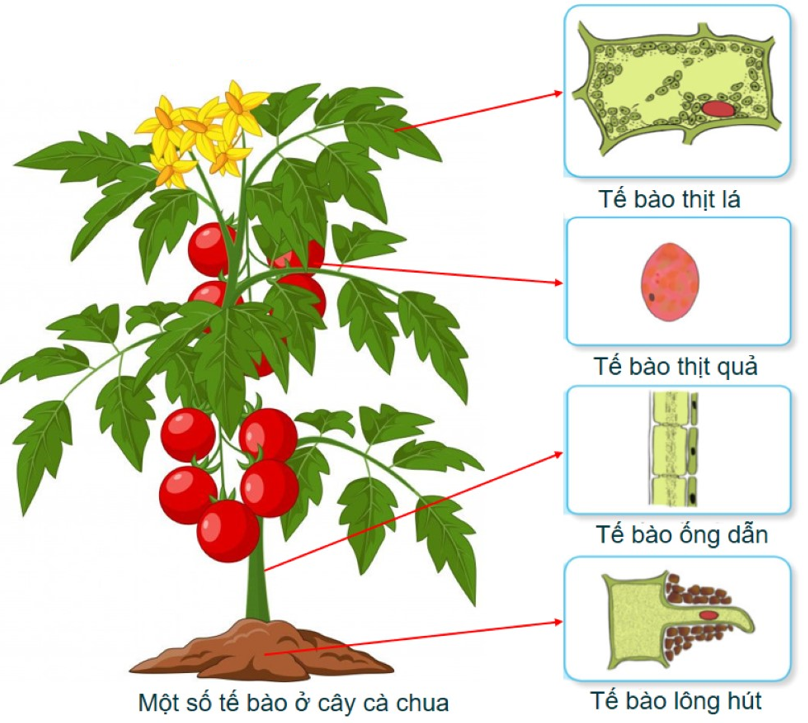 Tế bào thịt lá
Tế bào thịt quả
Tế bào ống dẫn
Tế bào lông hút
Một số tế bào ở cây cà chua